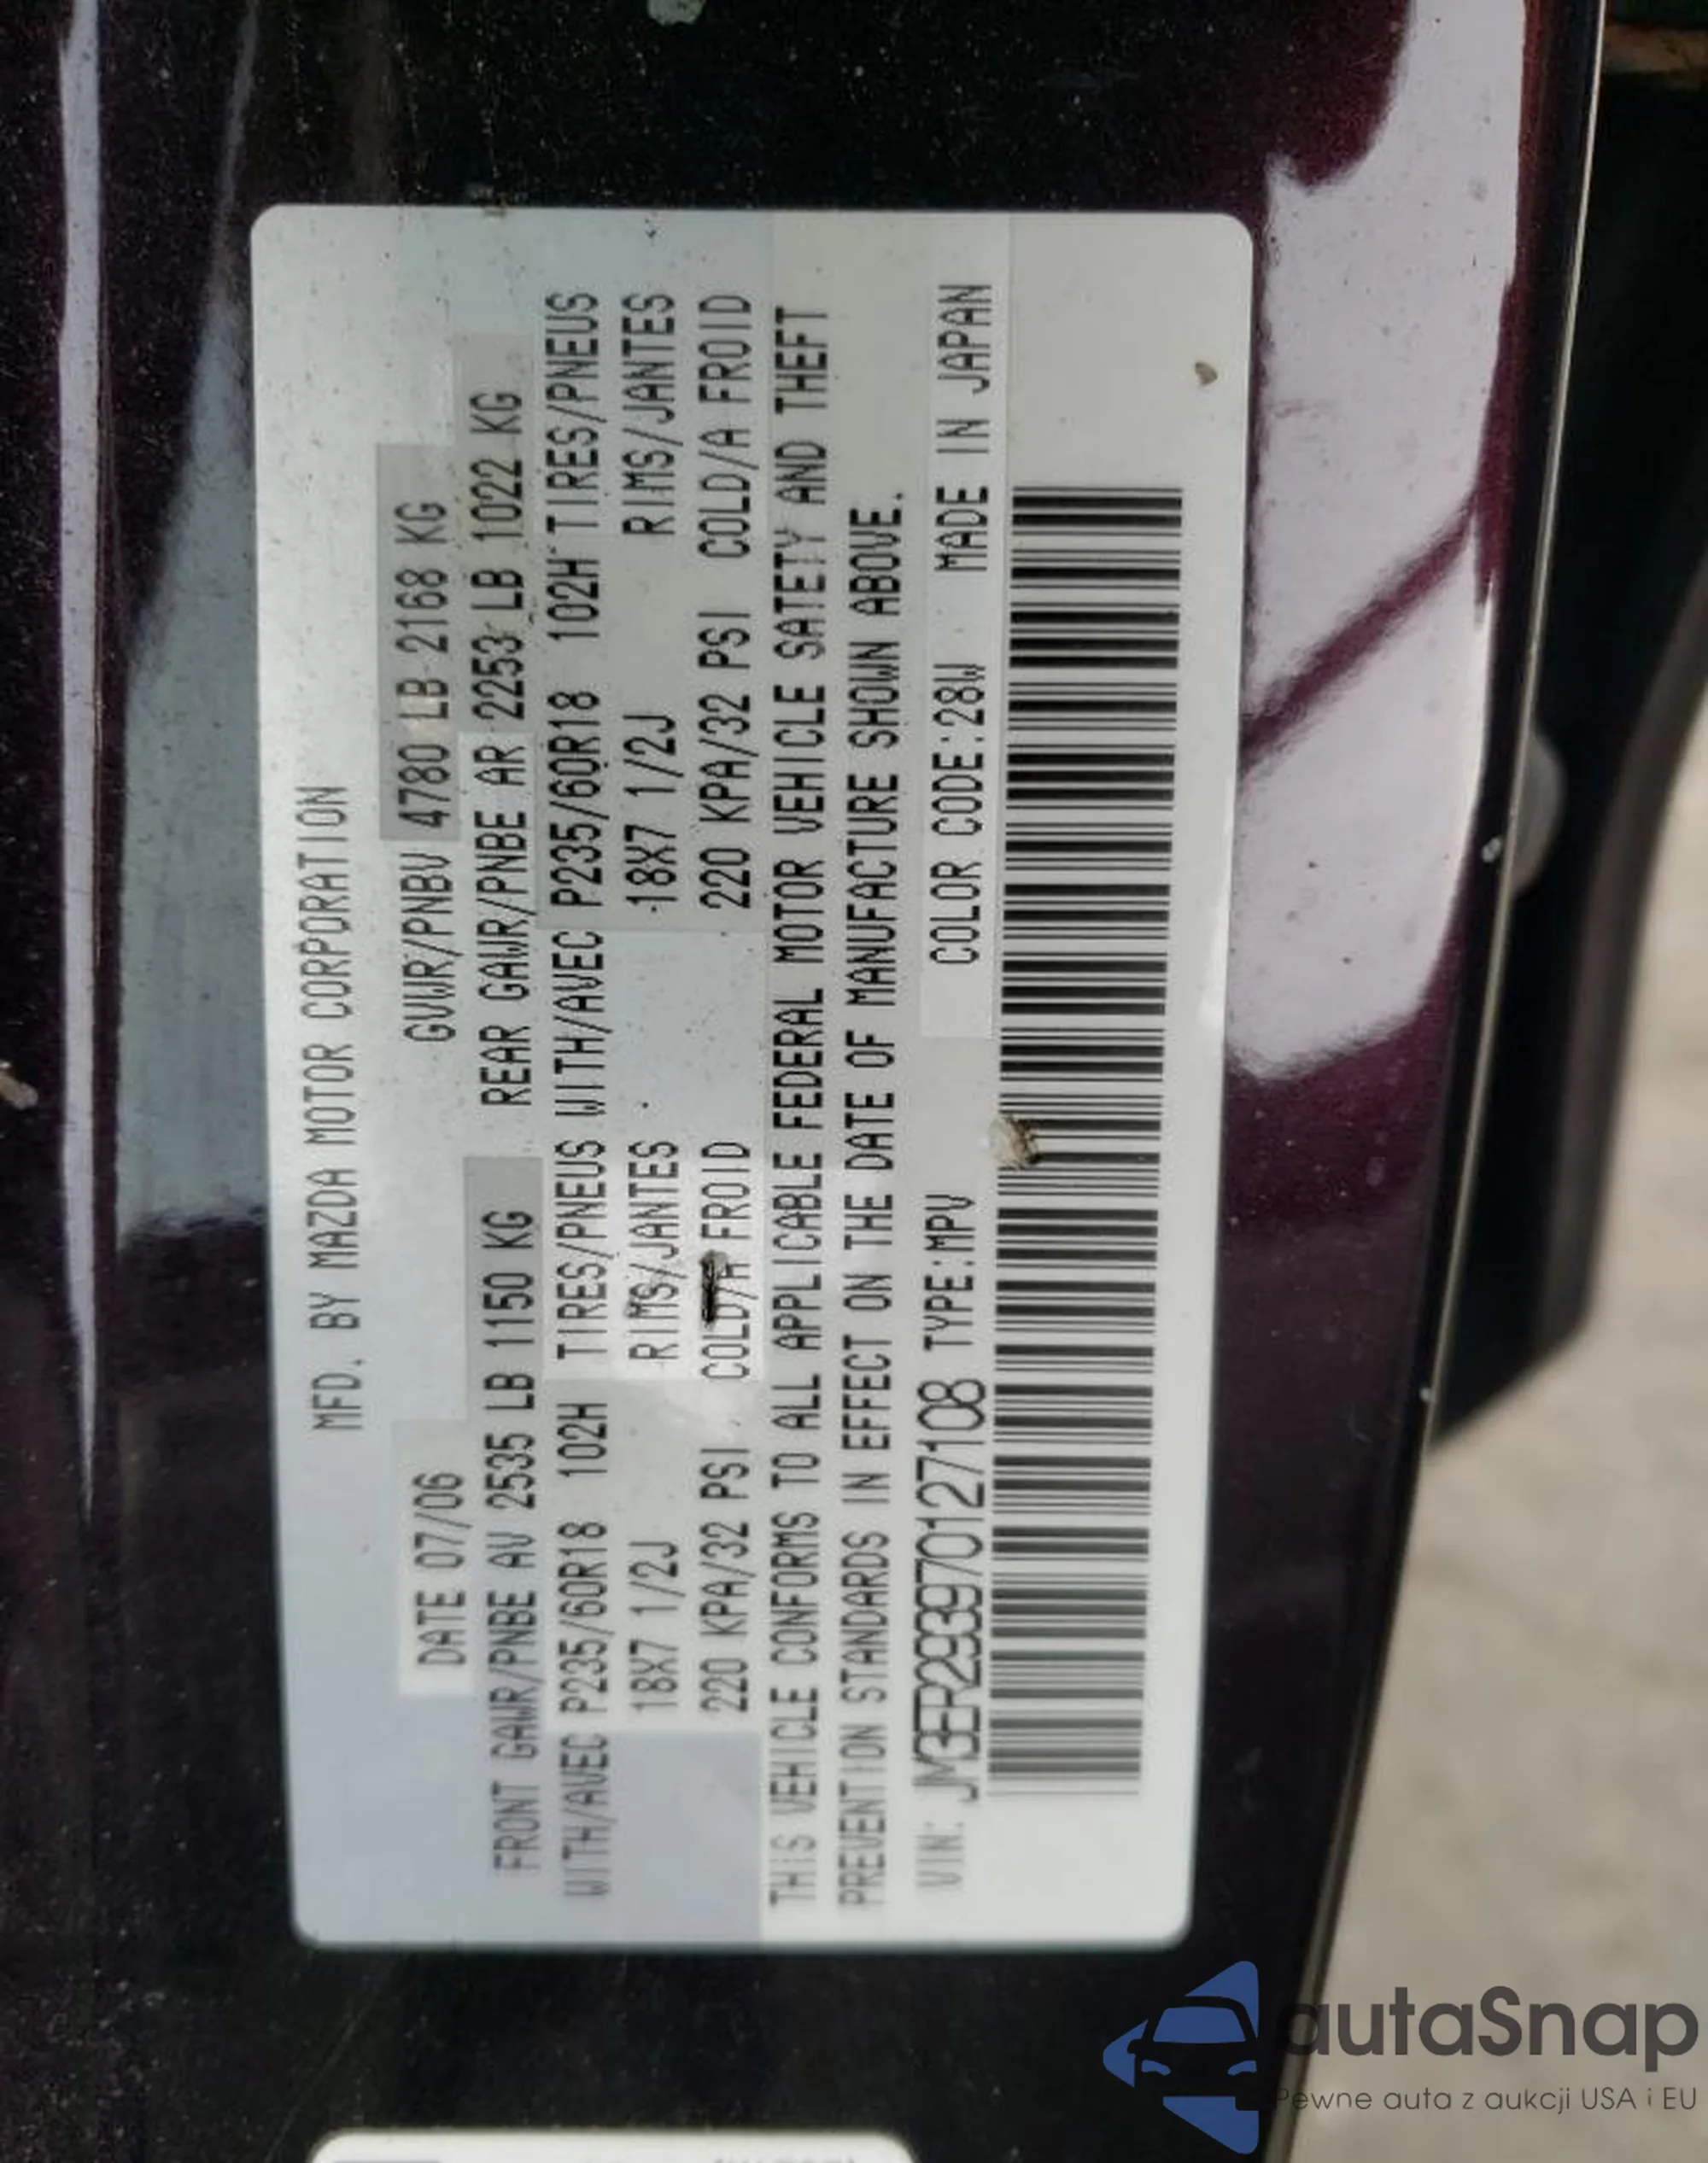 MFD. BY MAZDA MOTOR CORPORATION
DATE 07/06 GVWR/PNBV 4780 LB 2168 KG
FRONT GAWR/PNBE AV 2535 LB 1150 KG REAR GAWR/PNBE AR 2253 LB 1022 KG
WITH/AVEC P235/60R18 102H TIRES/PNEUS WITH/AVEC P235/60R18 102H TIRES/PNEUS
18X7 1/2J RIMS/JANTES 18X7 1/2J RIMS/JANTES
220 KPA/32 PSI COLD/A FROID 220 KPA/32 PSI COLD/A FROID
THIS VEHICLE CONFORMS TO ALL APPLICABLE FEDERAL MOTOR VEHICLE SATETY AND THEFT
PREVENTION STANDARDS IN EFFECT ON THE DATE OF MANUFACTURE SHOWN ABOVE.
VIN: JM3ER293970127108 TYPE:MPV COLOR CODE:28W MADE IN JAPAN
autaSnap
Pewne auta z aukcji USA i EU